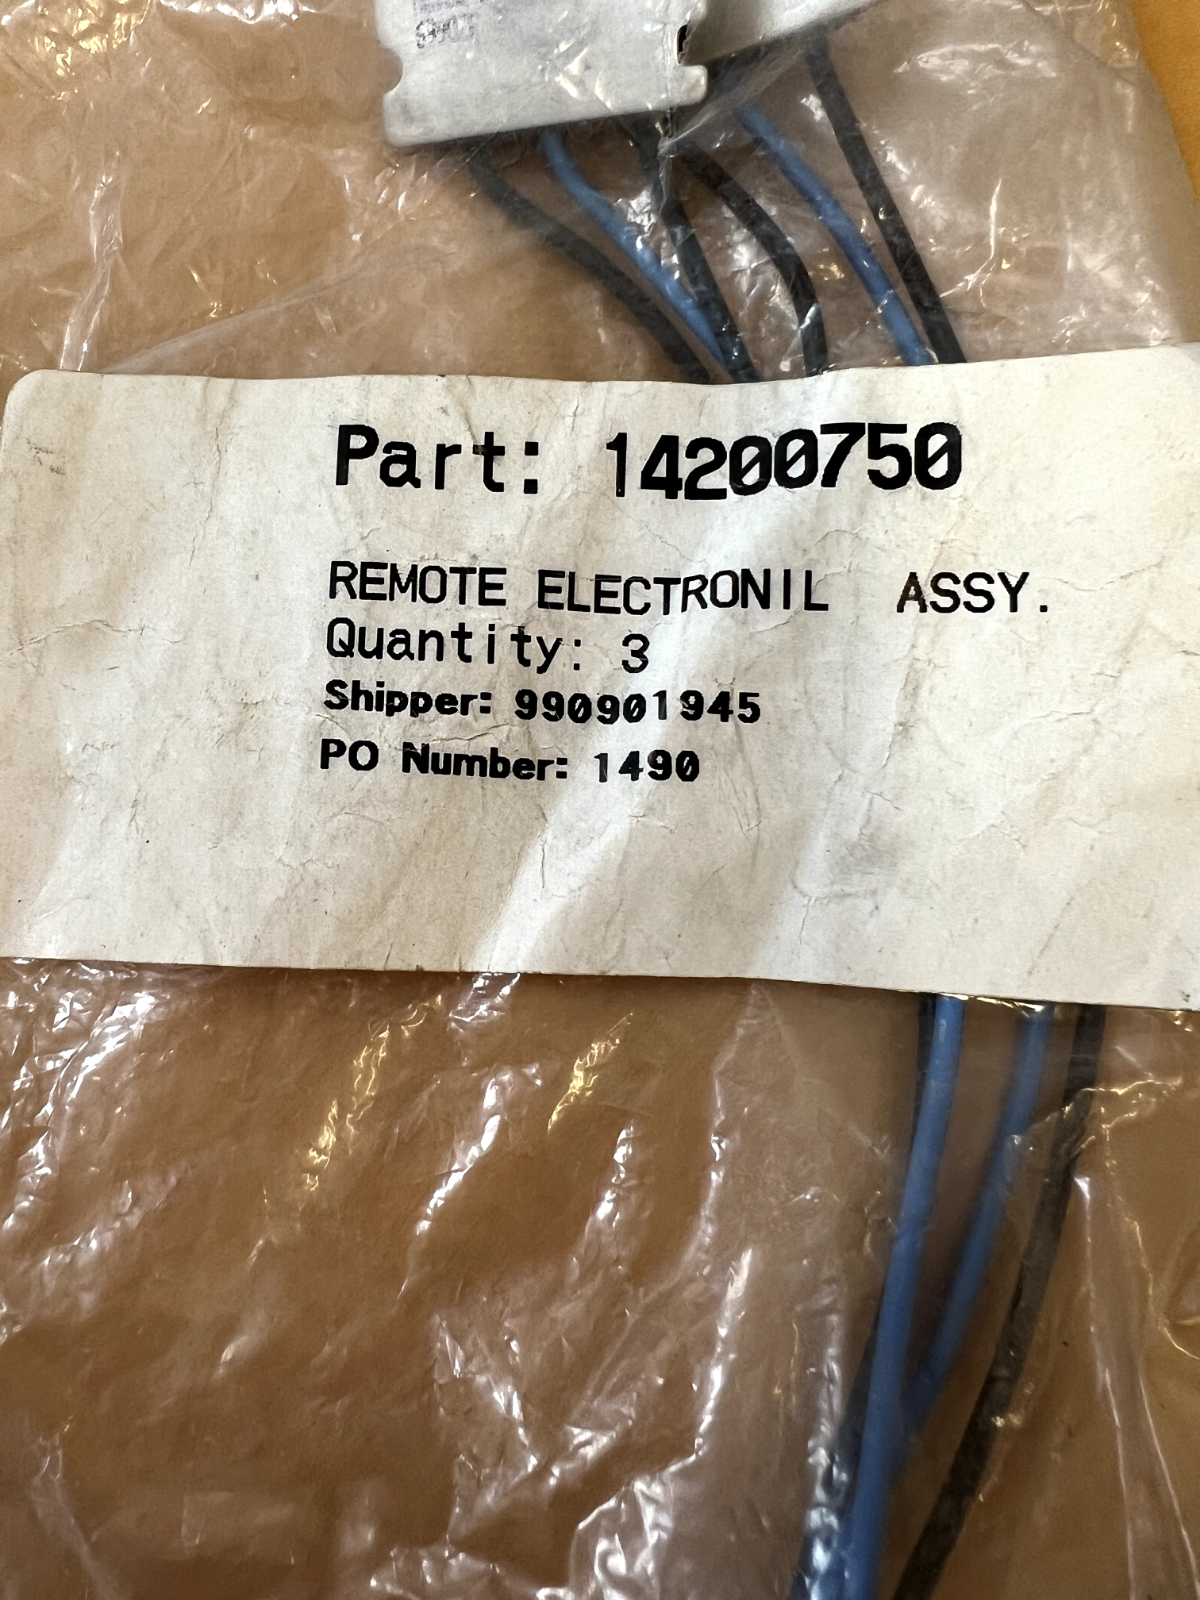 Part: 14200750
REMOTE ELECTRONIL ASSY.
Quantity: 3
Shipper: 990901945
PO Number: 1490